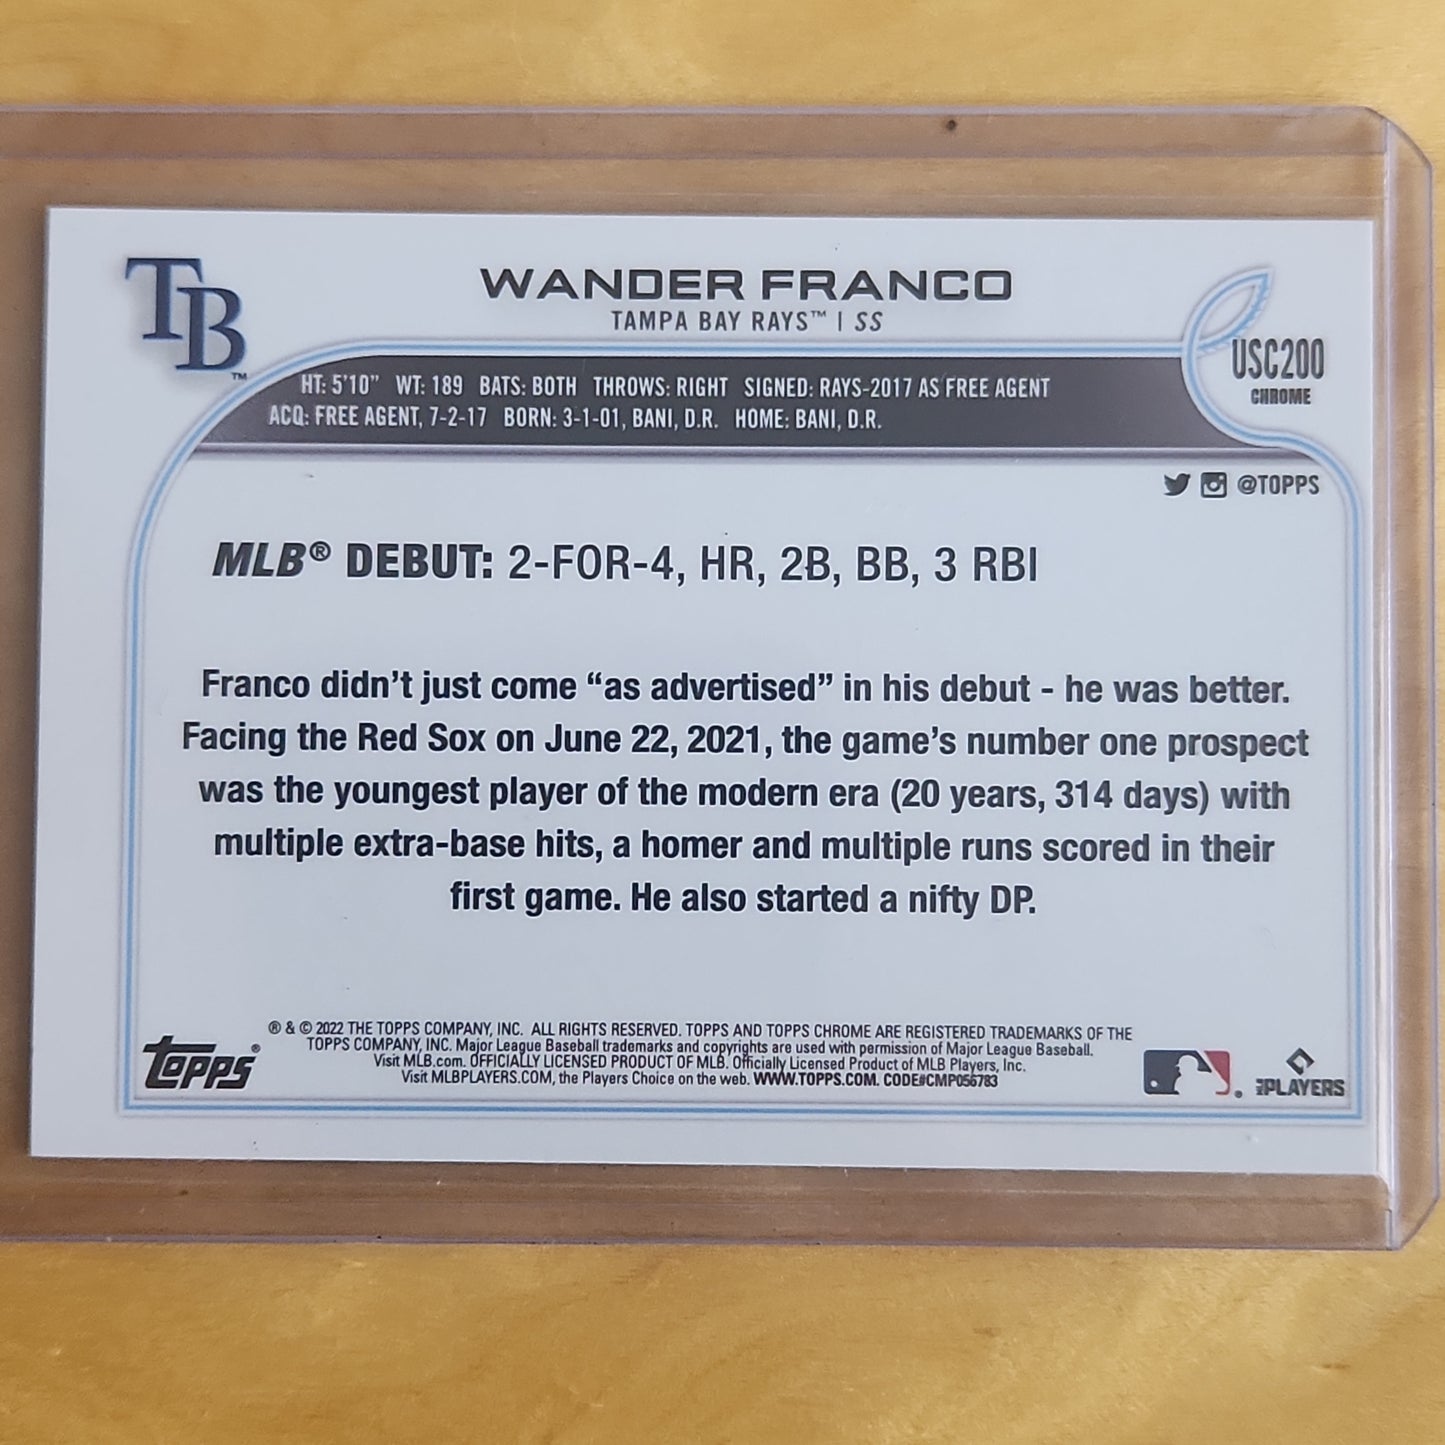 TB™
WANDER FRANCO
TAMPA BAY RAYS™ | SS
USC200
CHROME
HT: 5'10" WT: 189 BATS: BOTH THROWS: RIGHT SIGNED: RAYS-2017 AS FREE AGENT
ACQ: FREE AGENT, 7-2-17 BORN: 3-1-01, BANI, D.R. HOME: BANI, D.R.
@TOPPS
MLB® DEBUT: 2-FOR-4, HR, 2B, BB, 3 RBI
Franco didn't just come “as advertised” in his debut - he was better.
Facing the Red Sox on June 22, 2021, the game's number one prospect
was the youngest player of the modern era (20 years, 314 days) with
multiple extra-base hits, a homer and multiple runs scored in their
first game. He also started a nifty DP.
® & © 2022 THE TOPPS COMPANY, INC. ALL RIGHTS RESERVED. TOPPS AND TOPPS CHROME ARE REGISTERED TRADEMARKS OF THE
TOPPS COMPANY, INC. Major League Baseball trademarks and copyrights are used with permission of Major League Baseball.
Visit MLB.com. OFFICIALLY LICENSED PRODUCT OF MLB. Officially Licensed Product of MLB Players, Inc.
Visit MLBPLAYERS.COM, the Players Choice on the web. WWW.TOPPS.COM. CODE#CMP056783
TOPPS®
MLB PLAYERS